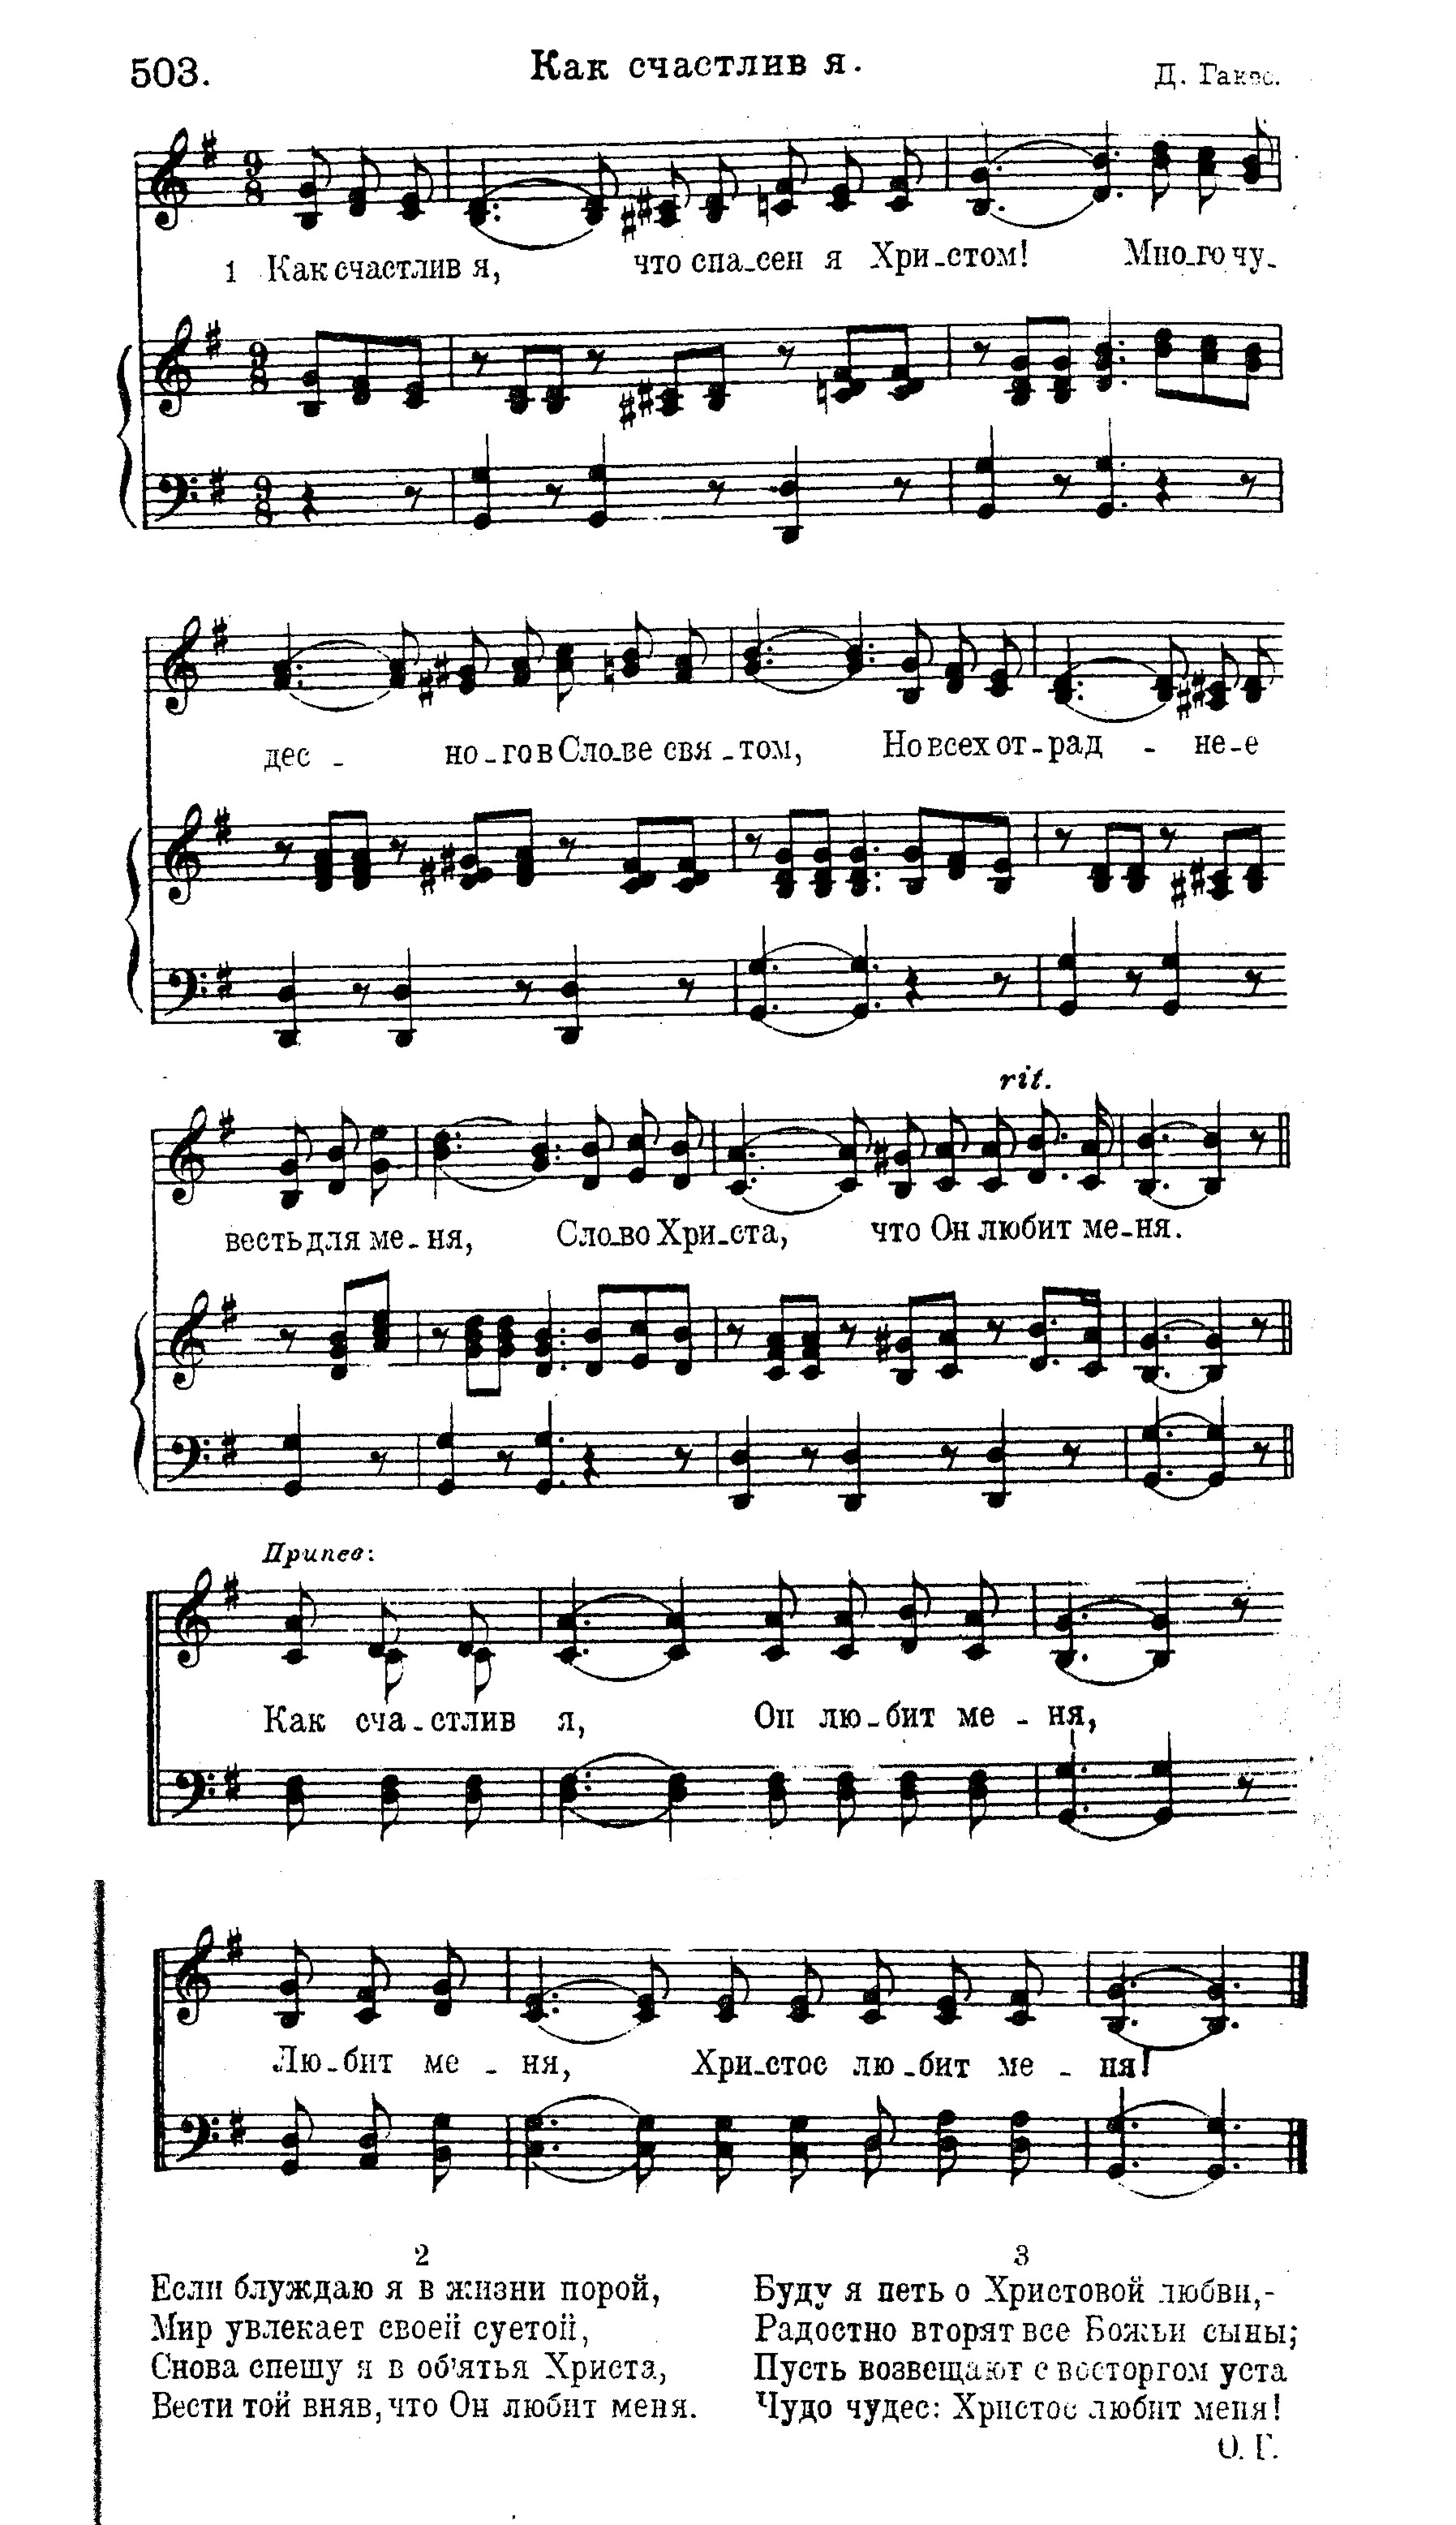 503.
Как счастлив я.
Д. Гакес.
1 Как счастлив я, что спа-сен я Хри-стом! Мно-го чу-
дес - но-го в Сло-ве свя-том, Но всех от-рад - не-е
rit.
весть для ме-ня, Сло-во Хри-ста, что Он любит ме-ня.
Припев:
Как сча-стлив я, Он лю-бит ме - ня,
Лю-бит ме - ня, Хри-стос лю-бит ме - ня!
2
Если блуждаю я в жизни порой,
Мир увлекает своей суетой,
Снова спешу я в об'ятья Христа,
Вести той вняв, что Он любит меня.
3
Буду я петь о Христовой любви,-
Радостно вторят все Божьи сыны;
Пусть возвещают с восторгом уста
Чудо чудес: Христос любит меня!
О. Г.